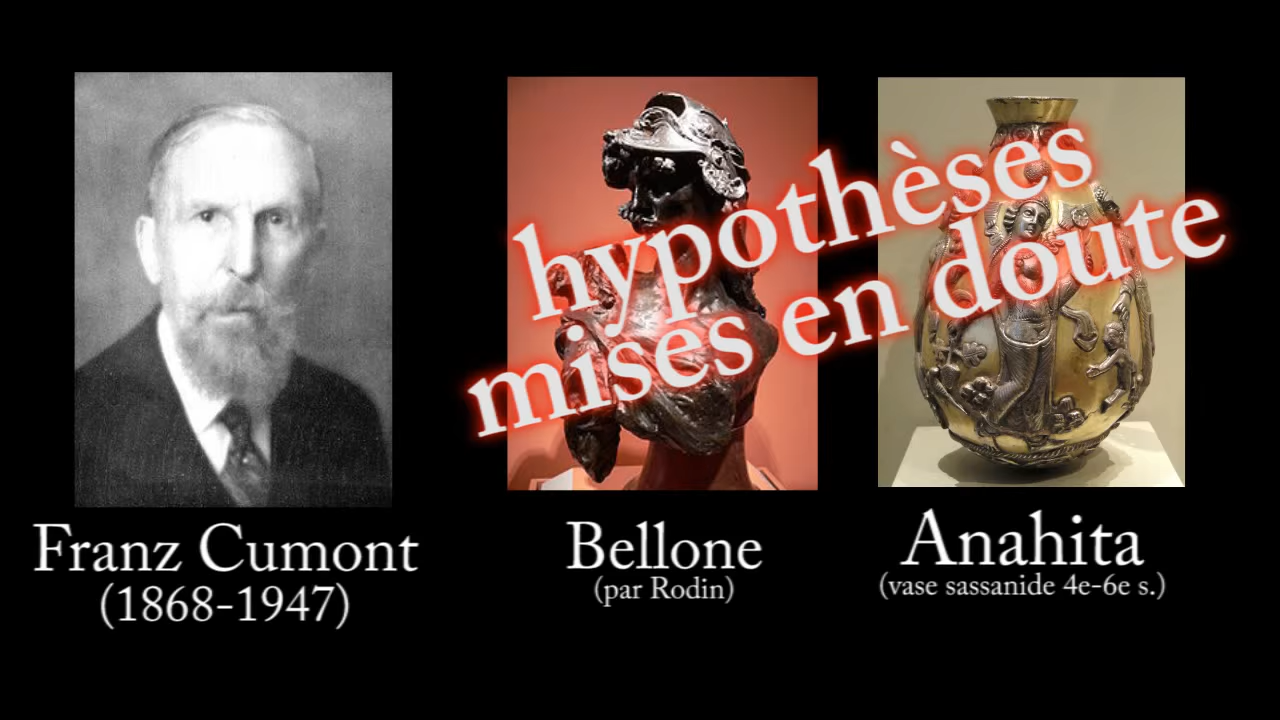 hypothèses
mises en doute
Franz Cumont
(1868-1947)
Bellone
(par Rodin)
Anahita
(vase sassanide 4e-6e s.)